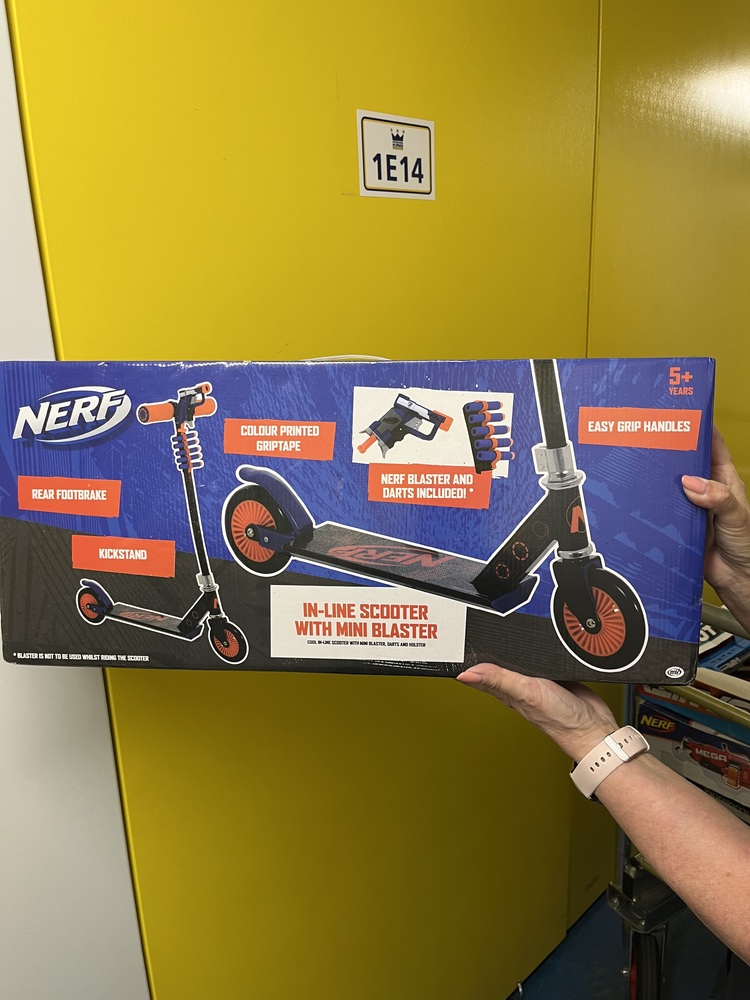 1E14
NERF
5+
YEARS
COLOUR PRINTED
GRIPTAPE
EASY GRIP HANDLES
NERF BLASTER AND
DARTS INCLUDED! *
REAR FOOTBRAKE
KICKSTAND
NERF
N
NERF
IN-LINE SCOOTER
WITH MINI BLASTER
COOL IN-LINE SCOOTER WITH MINI BLASTER, DARTS AND HOLSTER
* BLASTER IS NOT TO BE USED WHILST RIDING THE SCOOTER
mv
NERF
MEGA